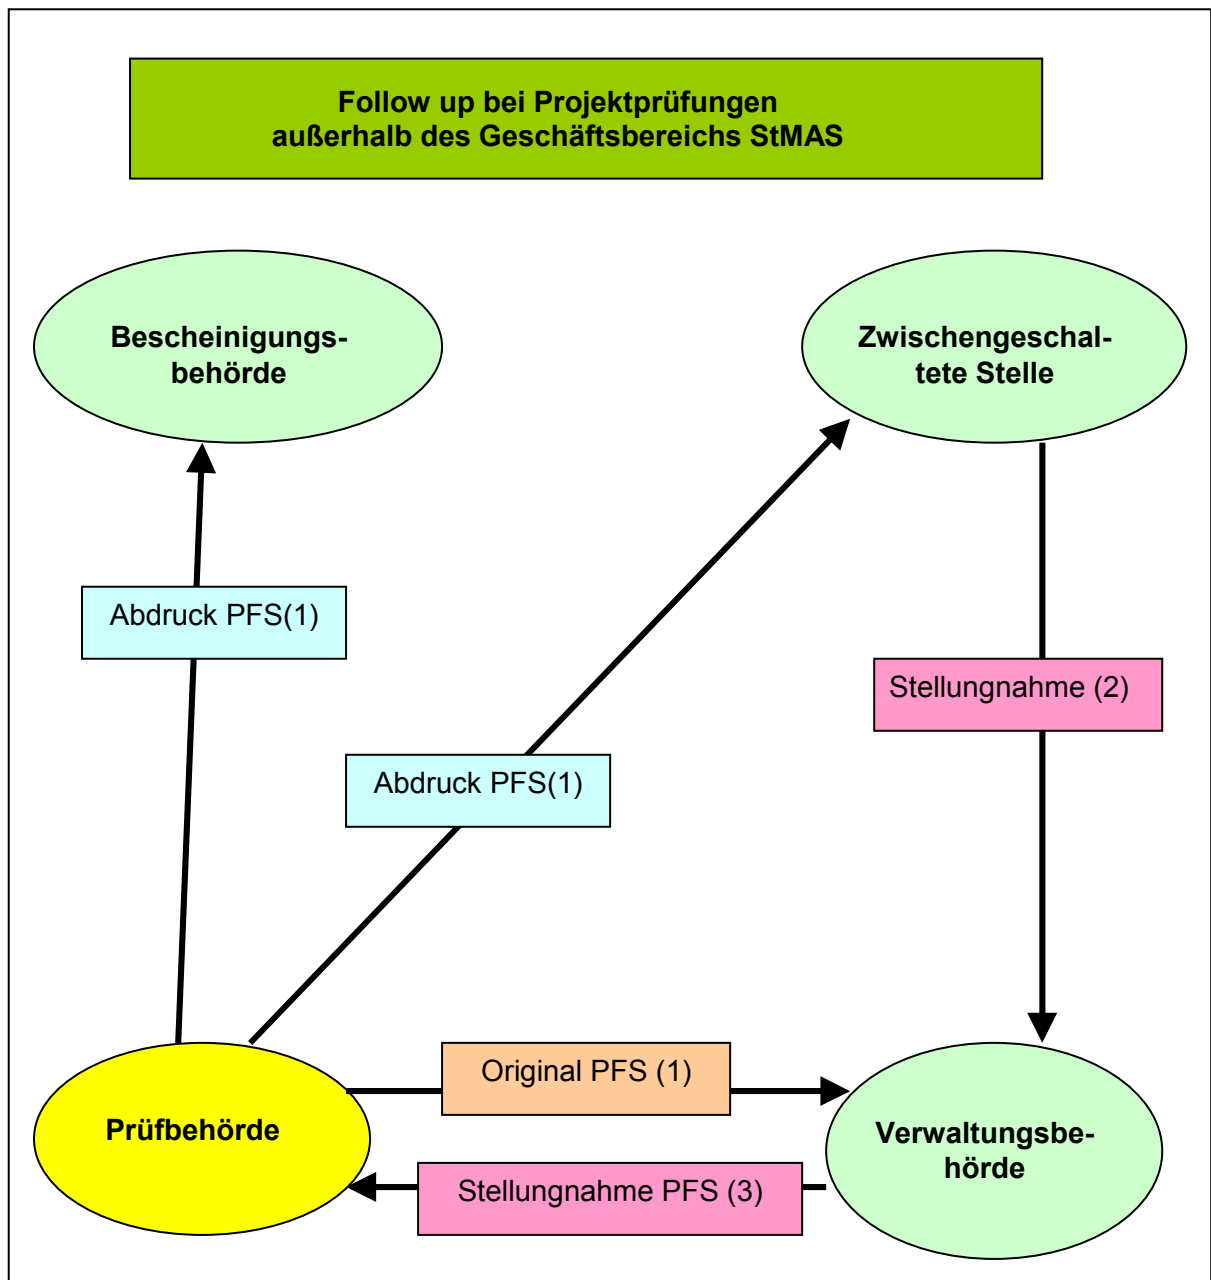 Follow up bei Projektprüfungen
außerhalb des Geschäftsbereichs StMAS
Bescheinigungs-
behörde
Zwischengeschal-
tete Stelle
Abdruck PFS(1)
Stellungnahme (2)
Abdruck PFS(1)
Original PFS (1)
Prüfbehörde
Verwaltungsbe-
hörde
Stellungnahme PFS (3)